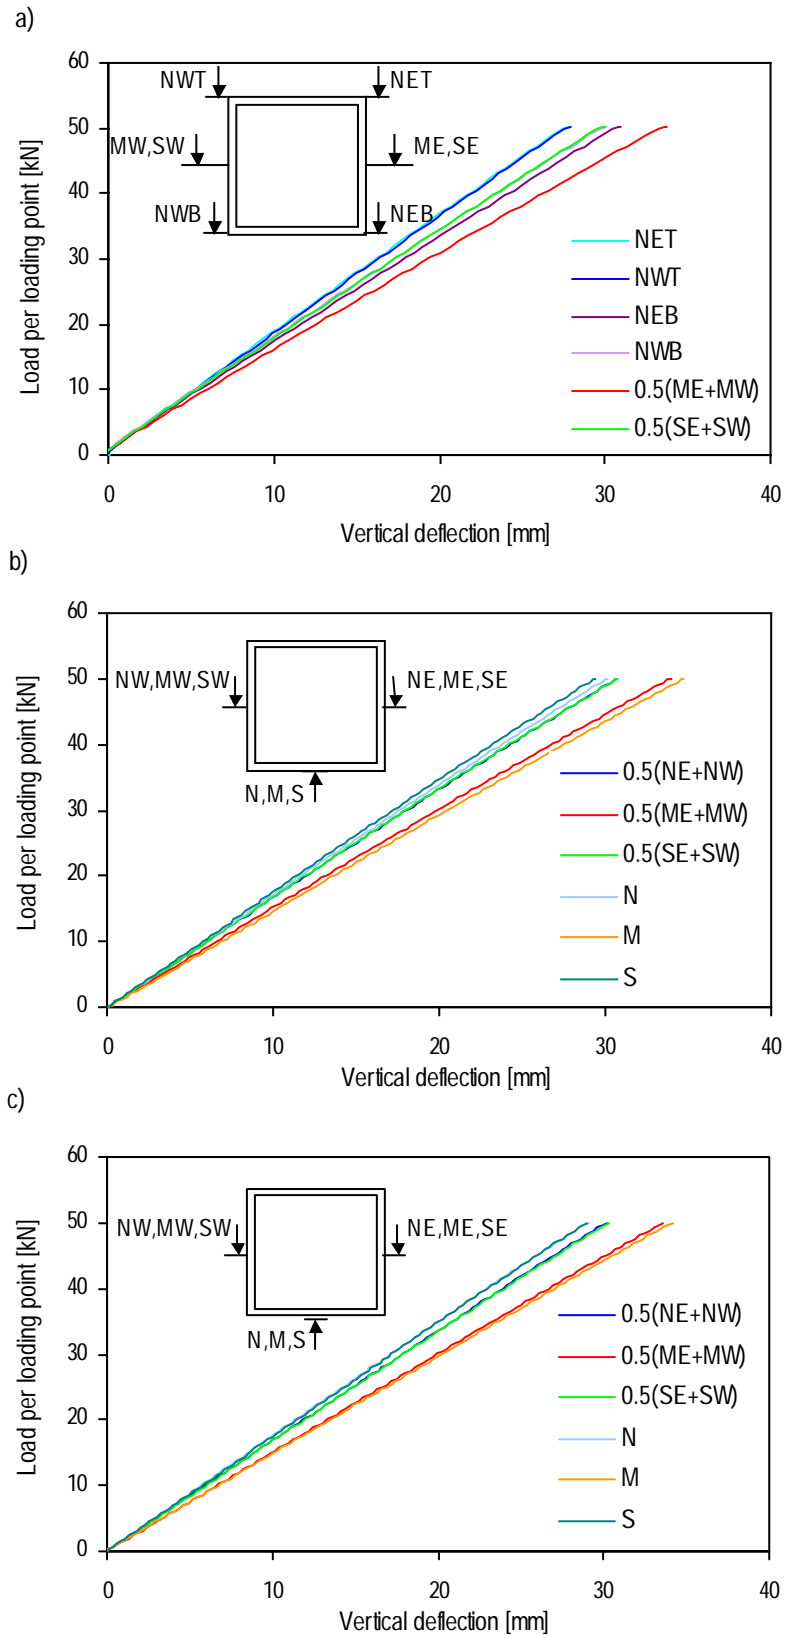 a)
Load per loading point [kN]
60
50
40
30
20
10
0
NWT
NET
MW,SW
ME,SE
NWB
NEB
NET
NWT
NEB
NWB
0.5(ME+MW)
0.5(SE+SW)
0 10 20 30 40
Vertical deflection [mm]
b)
Load per loading point [kN]
60
50
40
30
20
10
0
NW,MW,SW
NE,ME,SE
N,M,S
0.5(NE+NW)
0.5(ME+MW)
0.5(SE+SW)
N
M
S
0 10 20 30 40
Vertical deflection [mm]
c)
Load per loading point [kN]
60
50
40
30
20
10
0
NW,MW,SW
NE,ME,SE
N,M,S
0.5(NE+NW)
0.5(ME+MW)
0.5(SE+SW)
N
M
S
0 10 20 30 40
Vertical deflection [mm]